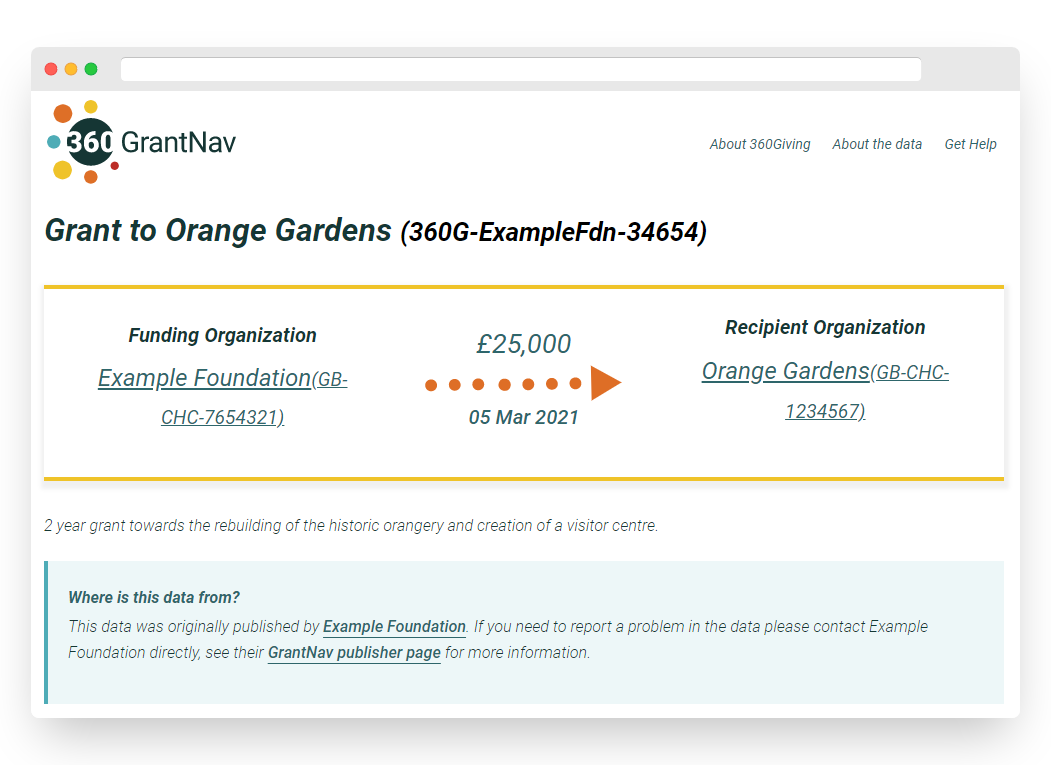 360 GrantNav
About 360Giving About the data Get Help
Grant to Orange Gardens (360G-ExampleFdn-34654)
Funding Organization
Example Foundation(GB-
CHC-7654321)
£25,000
05 Mar 2021
Recipient Organization
Orange Gardens(GB-CHC-
1234567)
2 year grant towards the rebuilding of the historic orangery and creation of a visitor centre.
Where is this data from?
This data was originally published by Example Foundation. If you need to report a problem in the data please contact Example
Foundation directly, see their GrantNav publisher page for more information.